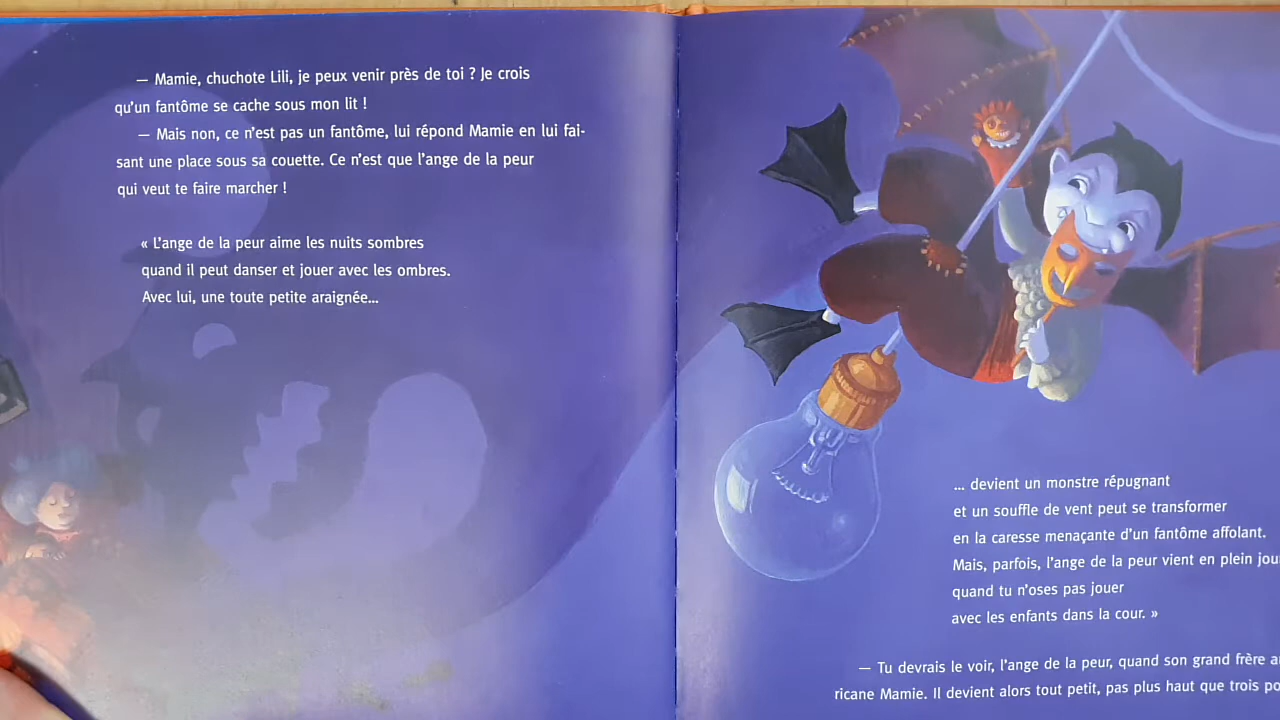 — Mamie, chuchote Lili, je peux venir près de toi ? Je crois
qu'un fantôme se cache sous mon lit !
— Mais non, ce n'est pas un fantôme, lui répond Mamie en lui fai-
sant une place sous sa couette. Ce n'est que l'ange de la peur
qui veut te faire marcher !
« L'ange de la peur aime les nuits sombres
quand il peut danser et jouer avec les ombres.
Avec lui, une toute petite araignée...
... devient un monstre répugnant
et un souffle de vent peut se transformer
en la caresse menaçante d'un fantôme affolant.
Mais, parfois, l'ange de la peur vient en plein
quand tu n'oses pas jouer
avec les enfants dans la cour. »
— Tu devrais le voir, l'ange de la peur, quand son grand frère
ricane Mamie. Il devient alors tout petit, pas plus haut que trois